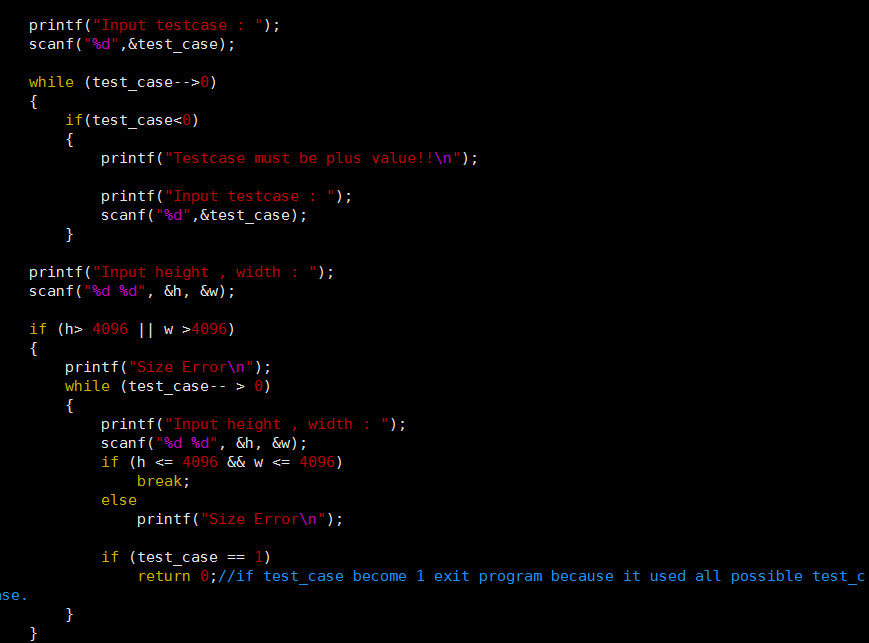 printf("Input testcase : ");
scanf("%d",&test_case);
while (test_case-->0)
{
if(test_case<0)
{
printf("Testcase must be plus value!!\n");
printf("Input testcase : ");
scanf("%d",&test_case);
}
printf("Input height , width : ");
scanf("%d %d", &h, &w);
if (h> 4096 || w >4096)
{
printf("Size Error\n");
while (test_case-- > 0)
{
printf("Input height , width : ");
scanf("%d %d", &h, &w);
if (h <= 4096 && w <= 4096)
break;
else
printf("Size Error\n");
if (test_case == 1)
return 0;//if test_case become 1 exit program because it used all possible test_c
ase.
}
}